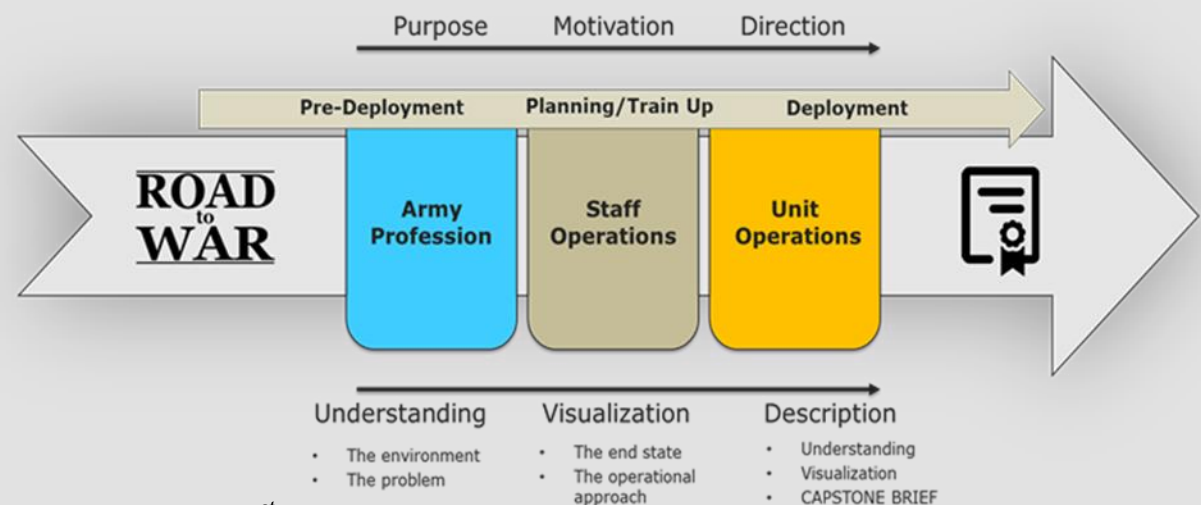 Purpose Motivation Direction
Pre-Deployment Planning/Train Up Deployment
ROAD
to
WAR
Army
Profession
Staff
Operations
Unit
Operations
Understanding Visualization Description
• The environment
• The problem
• The end state
• The operational
approach
• Understanding
• Visualization
• CAPSTONE BRIEF
st